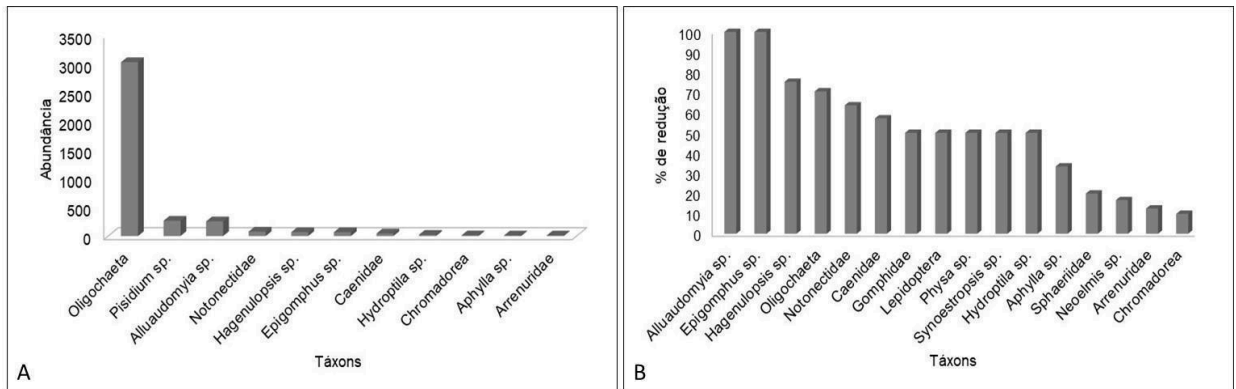 3500
3000
2500
2000
1500
1000
500
0
Abundância
Oligochaeta
Pisidium sp.
Alluaudomyia sp.
Notonectidae
Hagenulopsis sp.
Epigomphus sp.
Caenidae
Hydroptila sp.
Chromadorea
Aphylla sp.
Arrenuridae
Táxons
A
100
90
80
70
60
50
40
30
20
10
0
% de redução
Alluaudomyia sp.
Epigomphus sp.
Hagenulopsis sp.
Oligochaeta
Notonectidae
Caenidae
Gomphidae
Lepidoptera
Physa sp.
Synoestropsis sp.
Hydroptila sp.
Aphylla sp.
Sphaeriidae
Neoelmis sp.
Arrenuridae
Chromadorea
Táxons
B